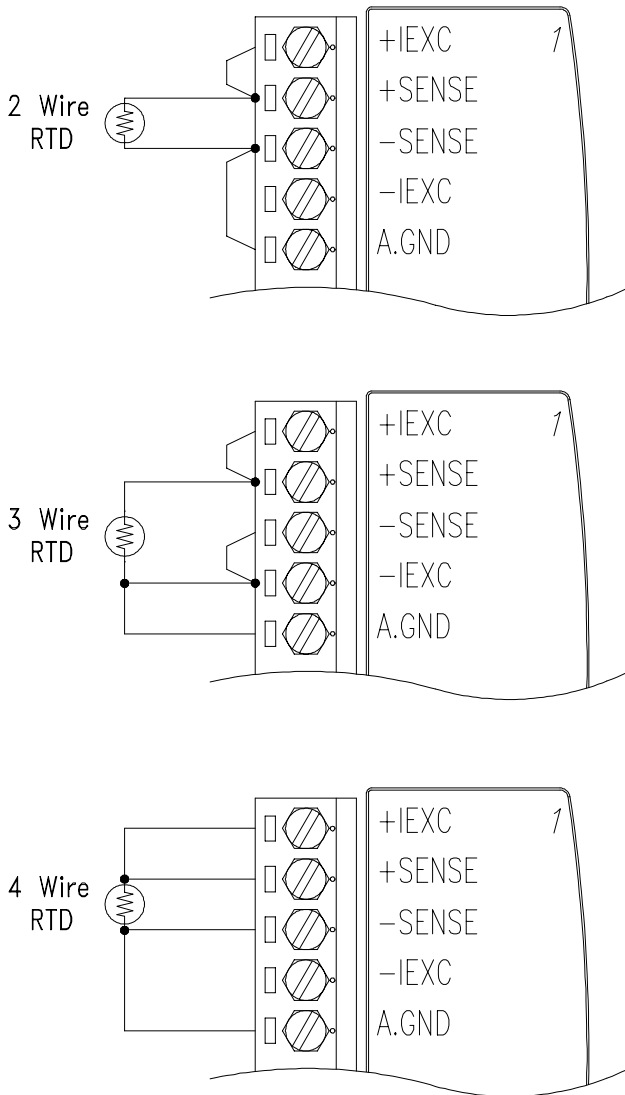 +IEXC 1
+SENSE
2 Wire
RTD
-SENSE
-IEXC
A.GND
+IEXC 1
+SENSE
3 Wire
RTD
-SENSE
-IEXC
A.GND
+IEXC 1
+SENSE
4 Wire
RTD
-SENSE
-IEXC
A.GND